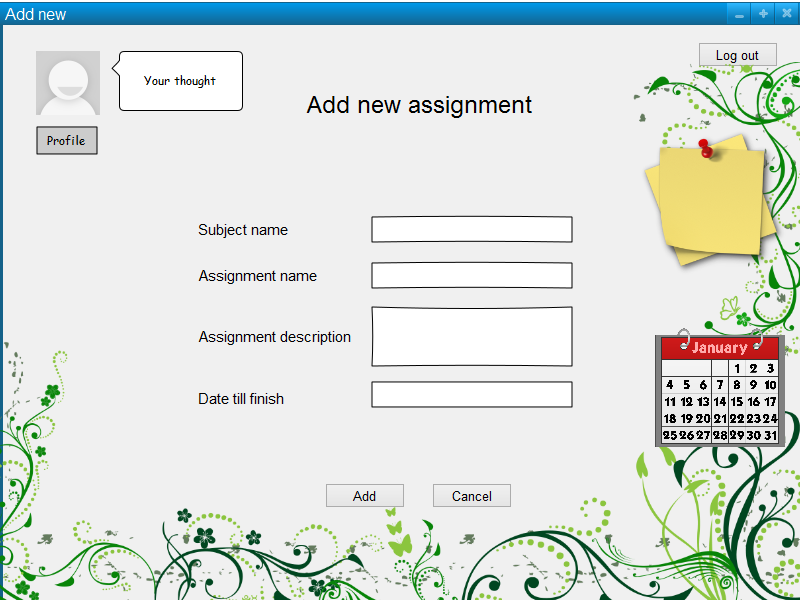 Add new
Log out
Your thought
Add new assignment
Profile
Subject name
Assignment name
Assignment description
Date till finish
January
1 2 3
4 5 6 7 8 9 10
11 12 13 14 15 16 17
18 19 20 21 22 23 24
25 26 27 28 29 30 31
Add
Cancel